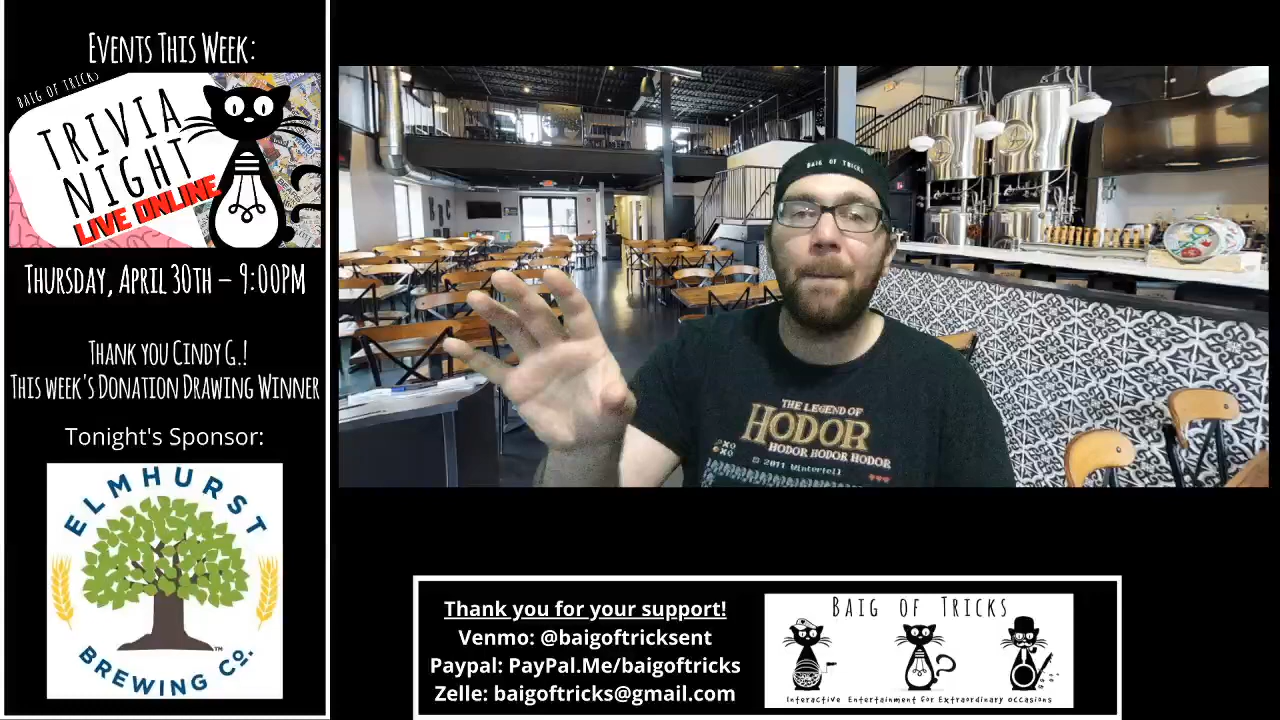 EVENTS THIS WEEK:
BAIG OF TRICKS
TRIVIA
NIGHT
LIVE ONLINE
THURSDAY, APRIL 30TH – 9:00PM
THANK YOU CINDY G.!
THIS WEEK'S DONATION DRAWING WINNER
Tonight's Sponsor:
ELMHURST
BREWING CO.
TM
BAIG OF TRICKS
THE LEGEND OF
HODOR
HODOR HODOR HODOR
© 2011 Winterfell
Thank you for your support!
Venmo: @baigoftricksent
Paypal: PayPal.Me/baigoftricks
Zelle: baigoftricks@gmail.com
BAIG OF TRICKS
Interactive Entertainment for Extraordinary occasions